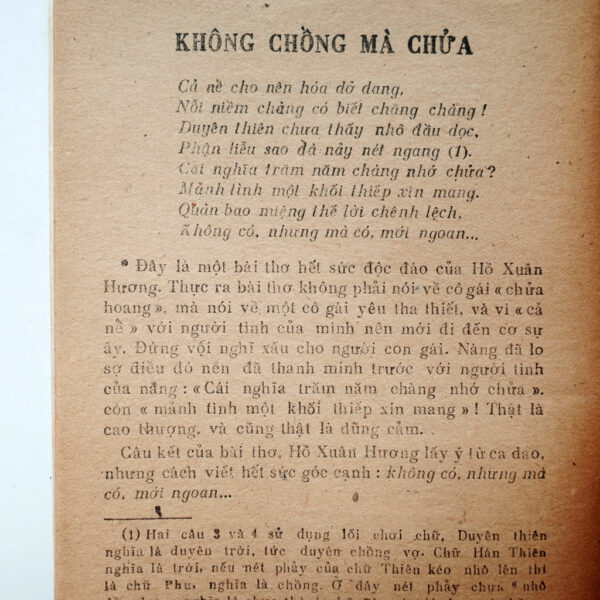 KHÔNG CHỒNG MÀ CHỬA
Cả nề cho nên hóa dở dang,
Nỗi niềm chàng có biết chăng chàng !
Duyên thiên chưa thấy nhô đầu dọc,
Phận liễu sao đà nảy nét ngang (1).
Cái nghĩa trăm năm chàng nhớ chửa ?
Mảnh tình một khối thiếp xin mang.
Quản bao miệng thế lời chênh lệch,
Không có, nhưng mà có, mới ngoan...
* Đây là một bài thơ hết sức độc đáo của Hồ Xuân
Hương. Thực ra bài thơ không phải nói về cô gái « chửa
hoang », mà nói về một cô gái yêu tha thiết, và vì « cả
nề » với người tình của mình nên mới đi đến cơ sự
ấy. Đừng vội nghĩ xấu cho người con gái. Nàng đã lo
sợ điều đó nên đã thanh minh trước với người tình
của nàng : « Cái nghĩa trăm năm chàng nhớ chửa ».
còn « mảnh tình một khối thiếp xin mang » ! Thật là
cao thượng, và cũng thật là dũng cảm.
Câu kết của bài thơ, Hồ Xuân Hương lấy ý từ ca dao,
nhưng cách viết hết sức góc cạnh : không có, nhưng mà
có, mới ngoan...
(1) Hai câu 3 và 4 sử dụng lối chơi chữ, Duyên thiên
nghĩa là duyên trời, tức duyên chồng vợ. Chữ Hán Thiên
nghĩa là trời, nếu nét phảy của chữ Thiên kéo nhô lên thì
là chữ Phu, nghĩa là chồng. Ở đây nét phảy chưa « nhô